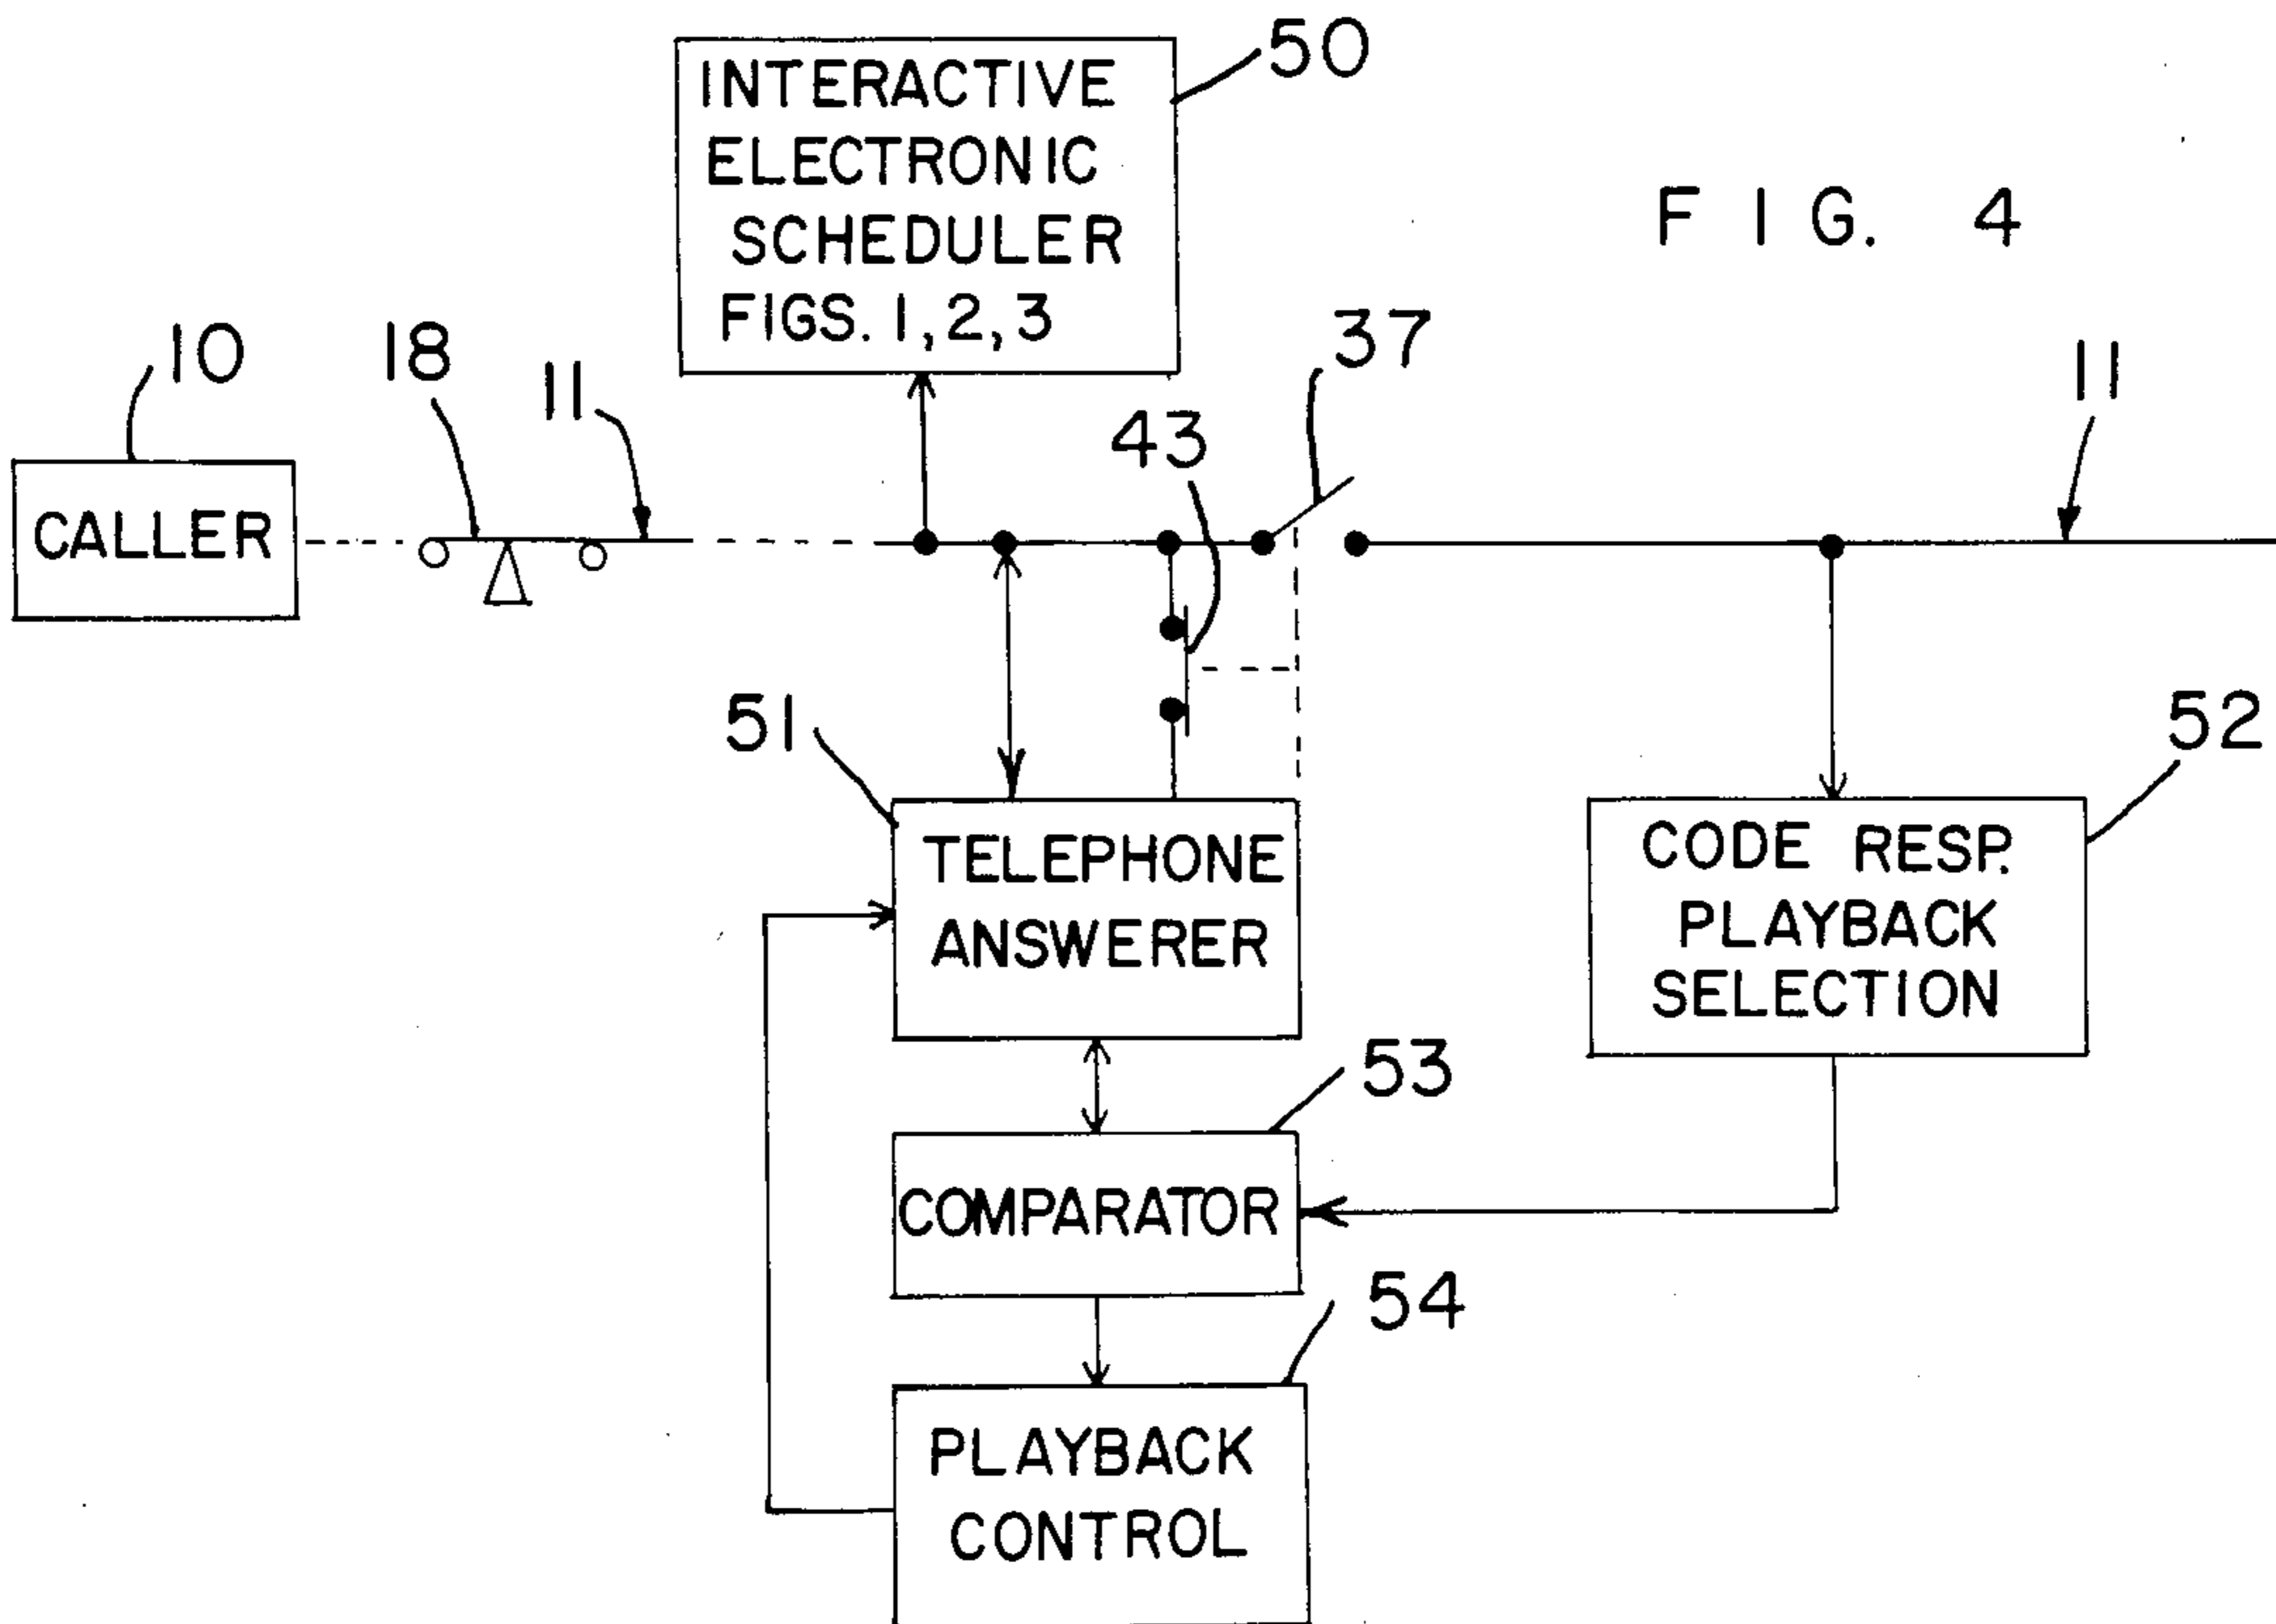 50
INTERACTIVE
ELECTRONIC
SCHEDULER
FIGS. 1, 2, 3
F I G. 4
10
18
11
37
11
43
CALLER
51
52
TELEPHONE
ANSWERER
CODE RESP.
PLAYBACK
SELECTION
53
COMPARATOR
54
PLAYBACK
CONTROL